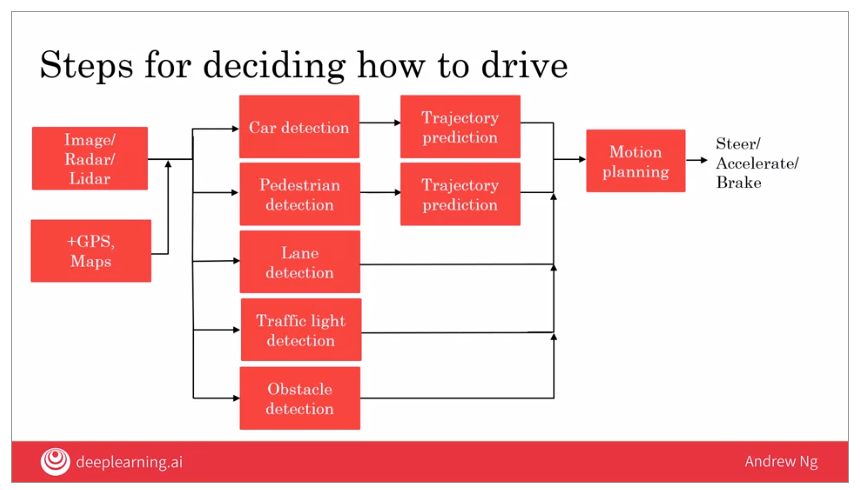 Steps for deciding how to drive
Image/
Radar/
Lidar
+GPS,
Maps
Car detection
Trajectory
prediction
Pedestrian
detection
Trajectory
prediction
Lane
detection
Traffic light
detection
Obstacle
detection
Motion
planning
Steer/
Accelerate/
Brake
deeplearning.ai
Andrew Ng